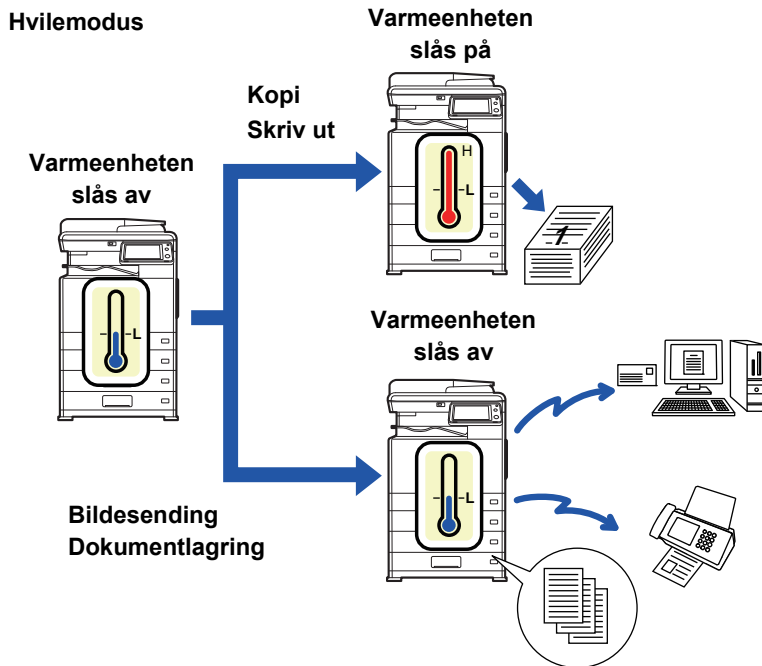 Hvilemodus
Varmeenheten
slås på
Kopi
Skriv ut
H
L
Varmeenheten
slås av
L
1
Varmeenheten
slås av
L
Bildesending
Dokumentlagring